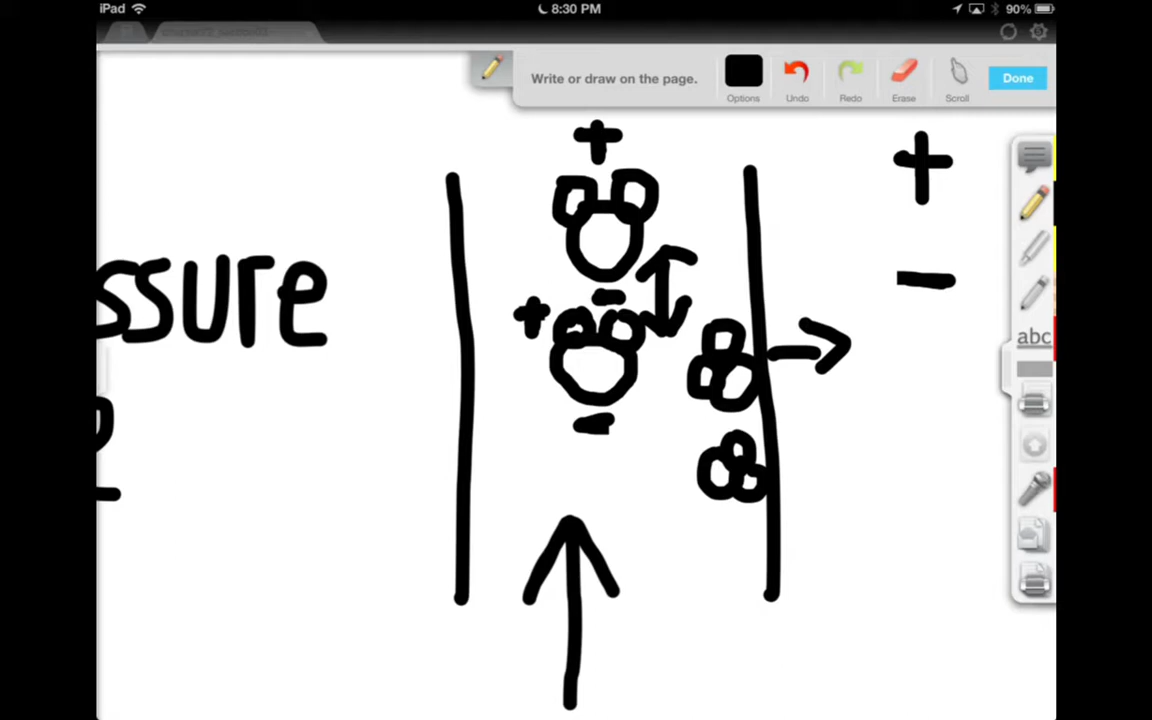 iPad 8:30 PM 90%
Write or draw on the page.
Options Undo Redo Erase Scroll Done
+
+
ssure
-
+
-
-
abc